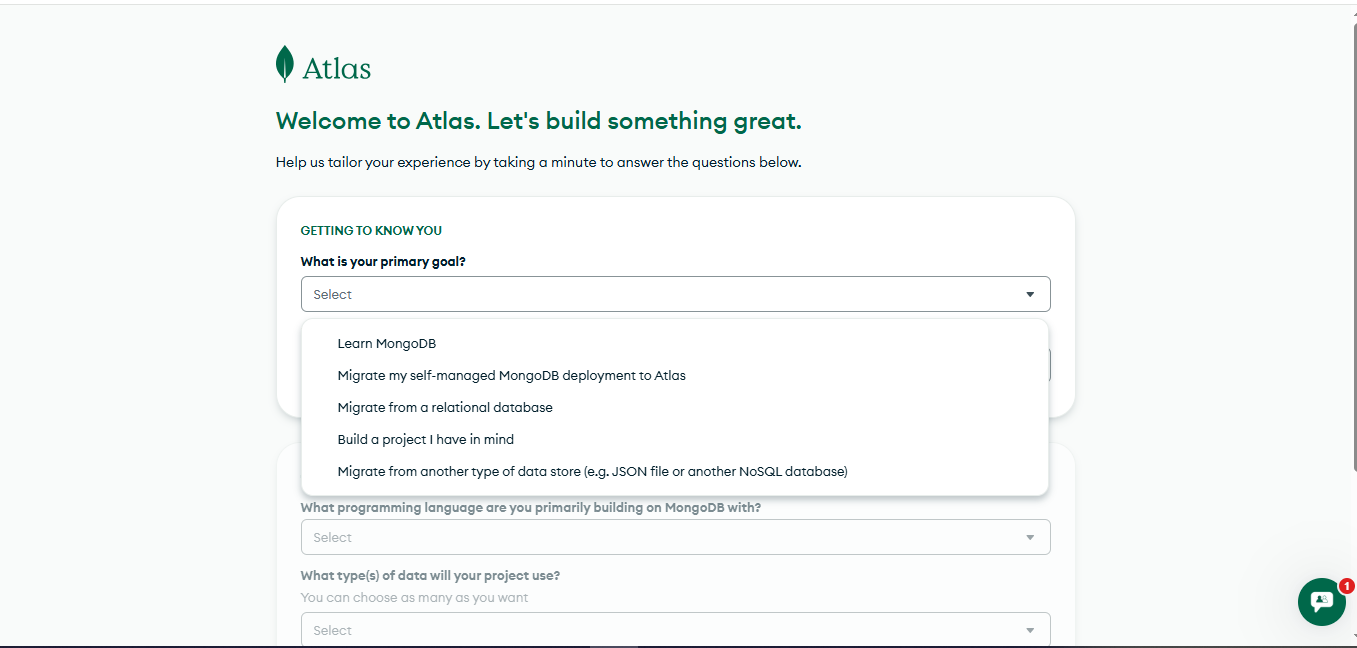 Atlas
Welcome to Atlas. Let's build something great.
Help us tailor your experience by taking a minute to answer the questions below.
GETTING TO KNOW YOU
What is your primary goal?
Select
Learn MongoDB
Migrate my self-managed MongoDB deployment to Atlas
Migrate from a relational database
Build a project I have in mind
Migrate from another type of data store (e.g. JSON file or another NoSQL database)
What programming language are you primarily building on MongoDB with?
Select
What type(s) of data will your project use?
You can choose as many as you want
Select
1